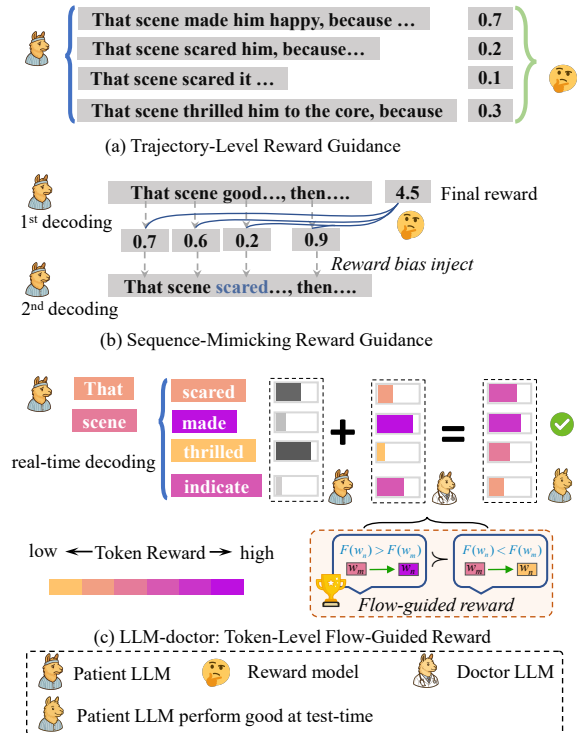 That scene made him happy, because … 0.7
That scene scared him, because… 0.2
That scene scared it … 0.1
That scene thrilled him to the core, because 0.3
(a) Trajectory-Level Reward Guidance
That scene good…, then…. 4.5 Final reward
1st decoding
0.7 0.6 0.2 0.9
Reward bias inject
That scene scared…, then….
2nd decoding
(b) Sequence-Mimicking Reward Guidance
That scared
scene made
thrilled
real-time decoding
indicate
+ =
low Token Reward high
F(wn) > F(wm) ≻ F(wn) < F(wm)
wm wn wm wn
Flow-guided reward
(c) LLM-doctor: Token-Level Flow-Guided Reward
Patient LLM Reward model Doctor LLM
Patient LLM perform good at test-time